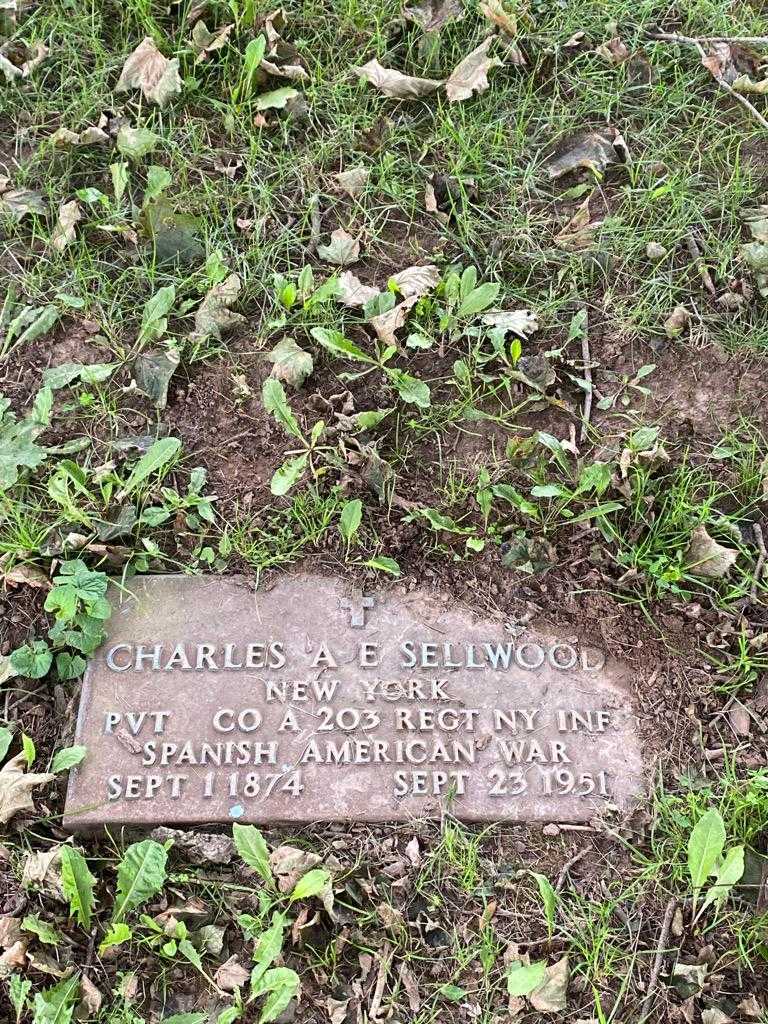 CHARLES A E SELLWOOD
NEW YORK
PVT CO A 203 REGT NY INF
SPANISH AMERICAN WAR
SEPT 1 1874 SEPT 23 1951